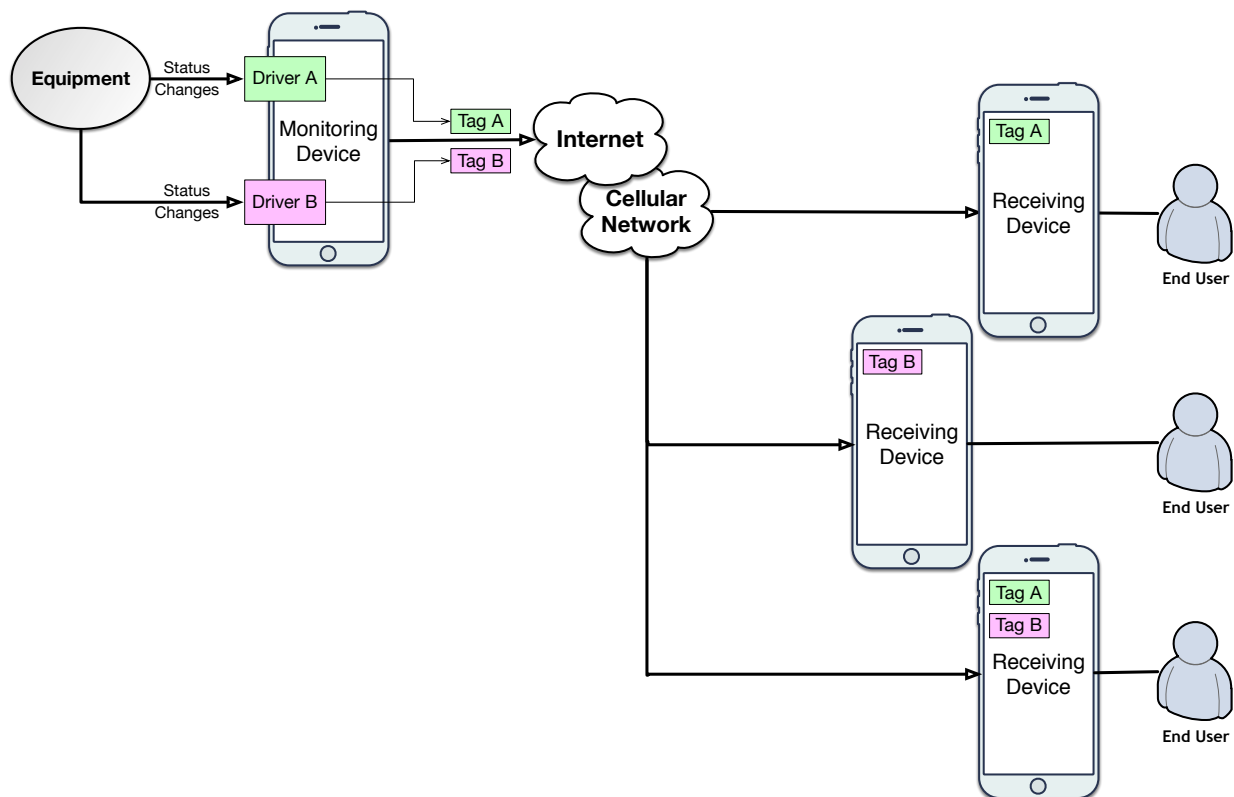 Equipment
Status
Changes
Driver A
Monitoring
Device
Status
Changes
Driver B
Tag A
Tag B
Internet
Cellular
Network
Tag A
Receiving
Device
End User
Tag B
Receiving
Device
End User
Tag A
Tag B
Receiving
Device
End User